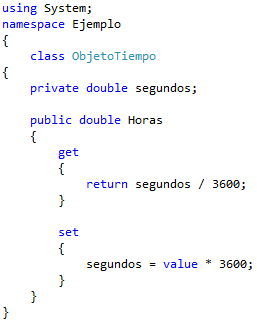 using System;
namespace Ejemplo
{
    class ObjetoTiempo
{
    private double segundos;

    public double Horas
    {
        get
        {
            return segundos / 3600;
        }

        set
        {
            segundos = value * 3600;
        }
    }
}